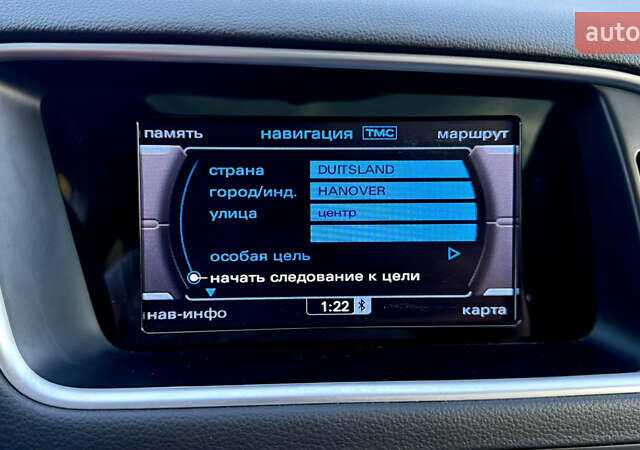 auto
память навигация TMC маршрут
страна DUITSLAND
город/инд. HANOVER
улица центр
особая цель
начать следование к цели
нав-инфо 1:22 карта